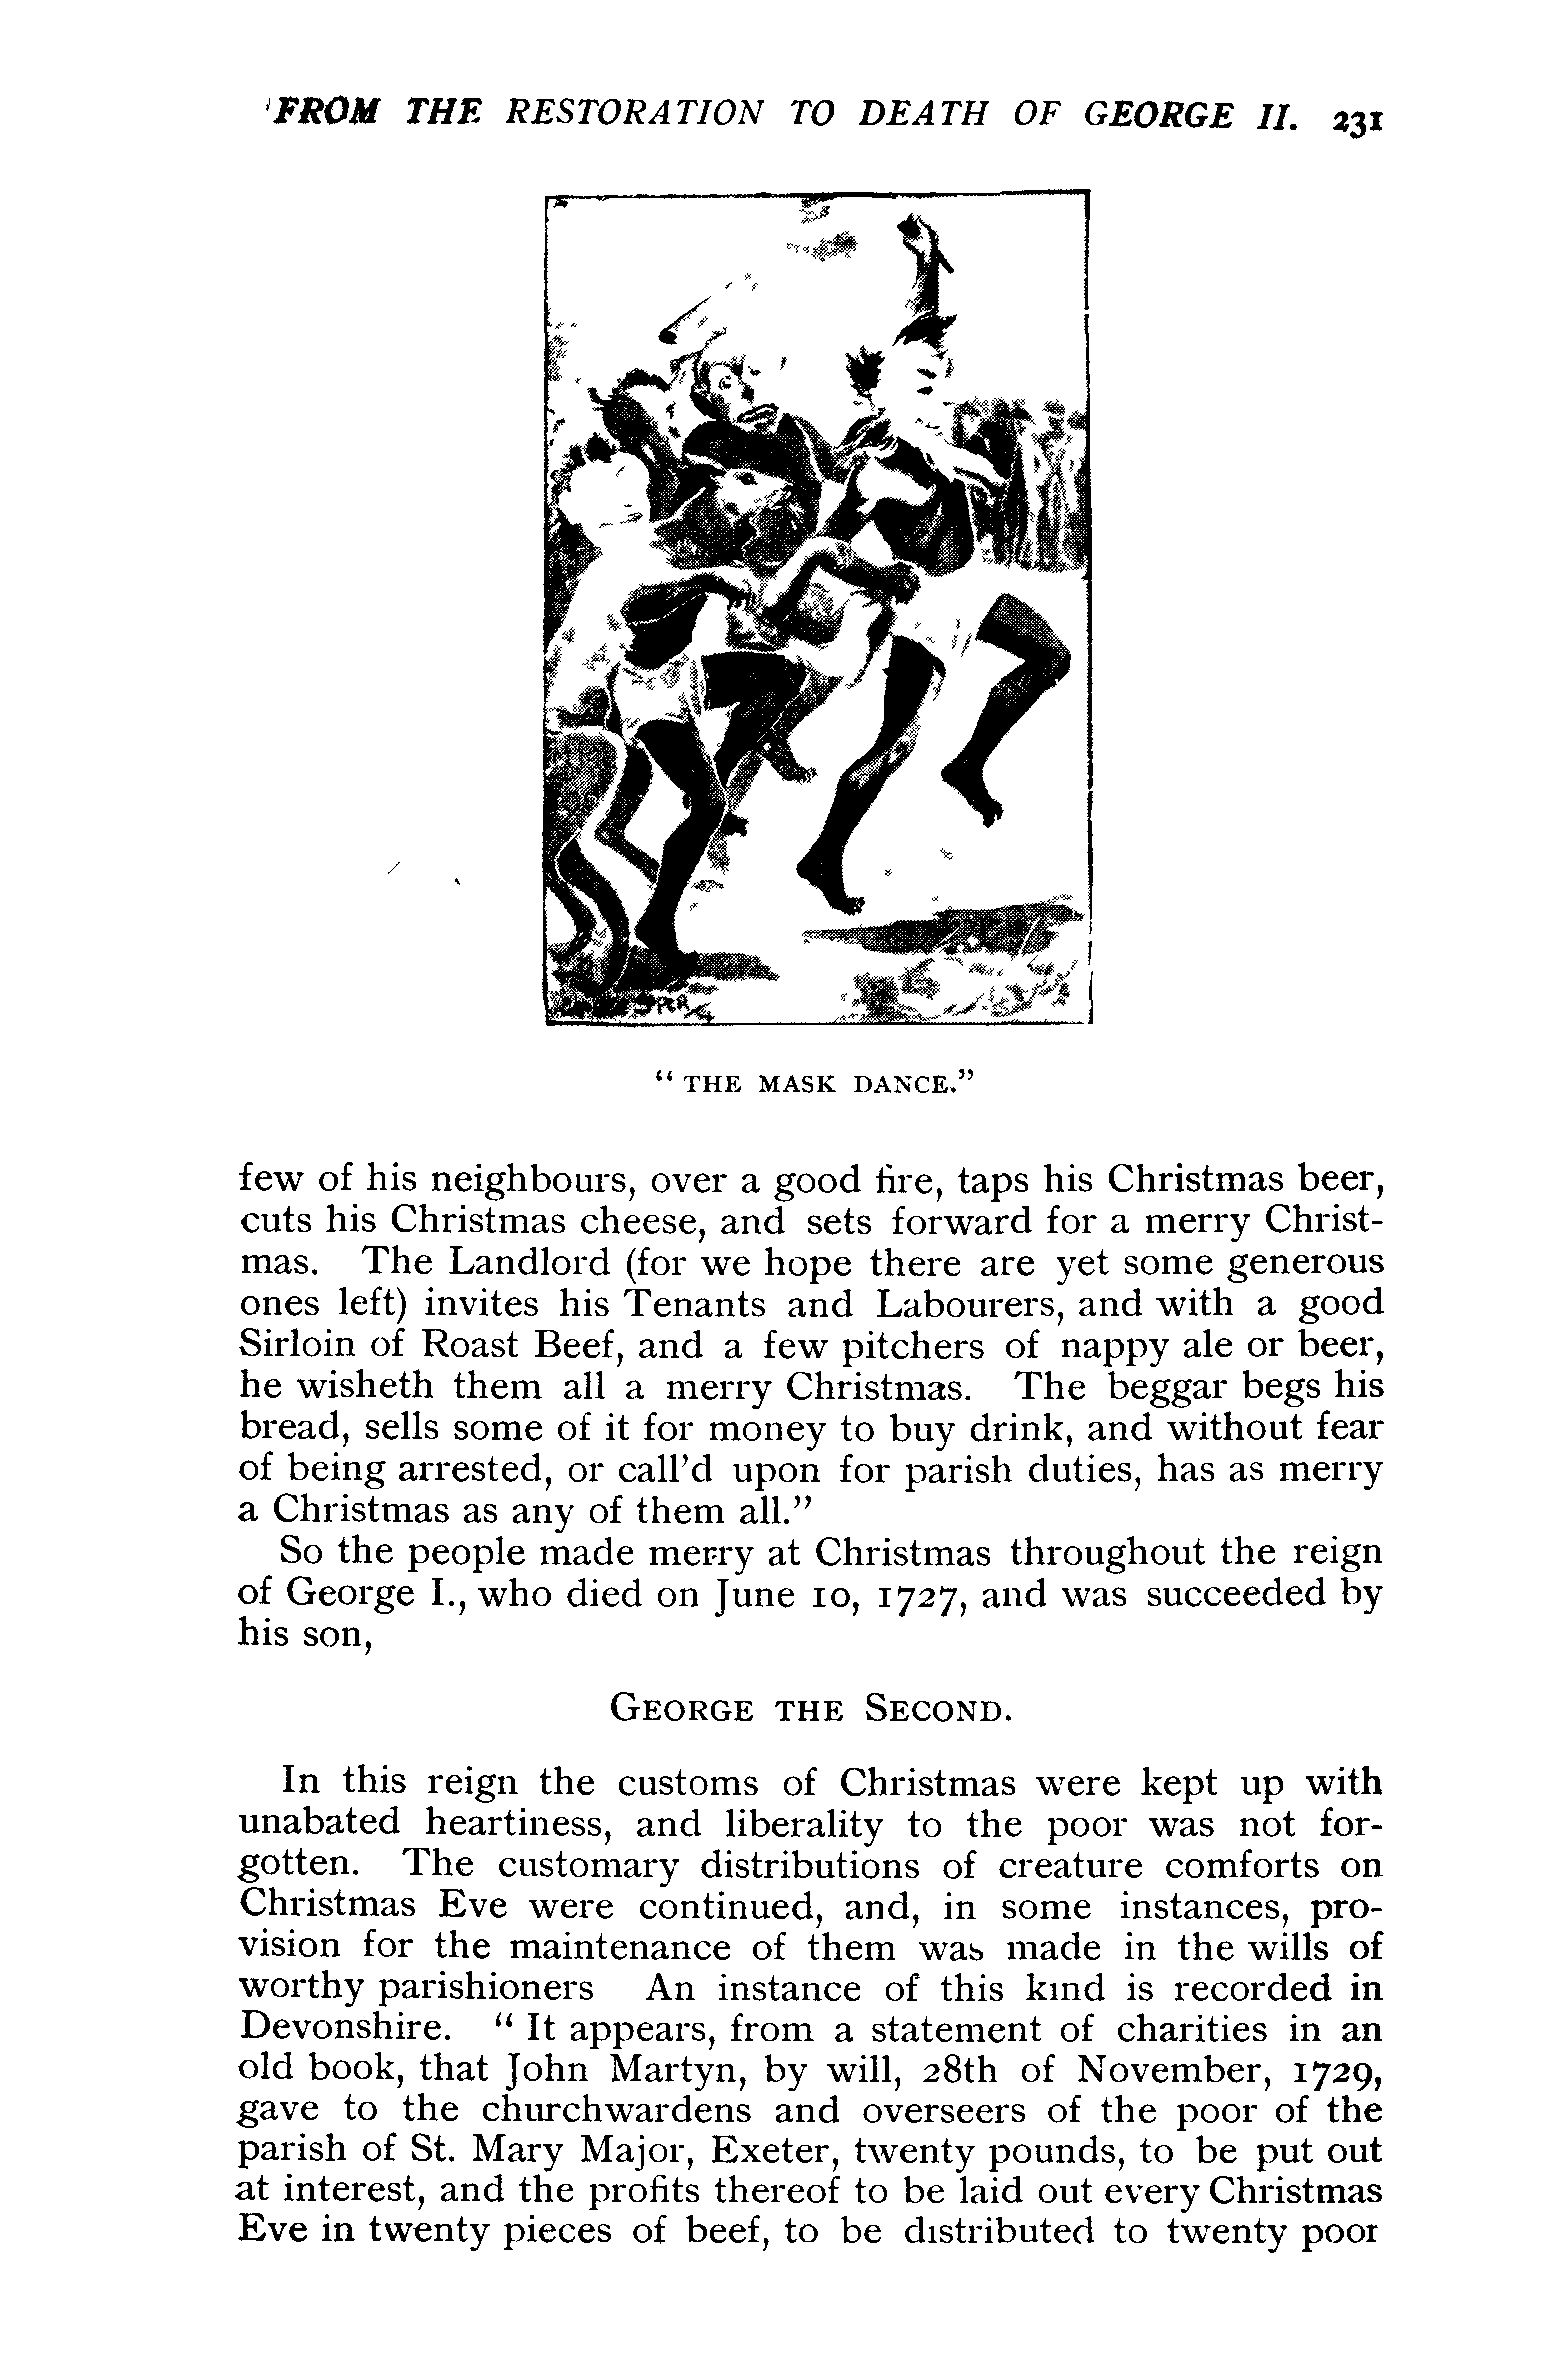 FROM THE RESTORATION TO DEATH OF GEORGE II. 231
“ THE MASK DANCE.”
few of his neighbours, over a good fire, taps his Christmas beer,
cuts his Christmas cheese, and sets forward for a merry Christ-
mas. The Landlord (for we hope there are yet some generous
ones left) invites his Tenants and Labourers, and with a good
Sirloin of Roast Beef, and a few pitchers of nappy ale or beer,
he wisheth them all a merry Christmas. The beggar begs his
bread, sells some of it for money to buy drink, and without fear
of being arrested, or call’d upon for parish duties, has as merry
a Christmas as any of them all.”
So the people made merry at Christmas throughout the reign
of George I., who died on June 10, 1727, and was succeeded by
his son,
GEORGE THE SECOND.
In this reign the customs of Christmas were kept up with
unabated heartiness, and liberality to the poor was not for-
gotten. The customary distributions of creature comforts on
Christmas Eve were continued, and, in some instances, pro-
vision for the maintenance of them was made in the wills of
worthy parishioners An instance of this kind is recorded in
Devonshire. “ It appears, from a statement of charities in an
old book, that John Martyn, by will, 28th of November, 1729,
gave to the churchwardens and overseers of the poor of the
parish of St. Mary Major, Exeter, twenty pounds, to be put out
at interest, and the profits thereof to be laid out every Christmas
Eve in twenty pieces of beef, to be distributed to twenty poor